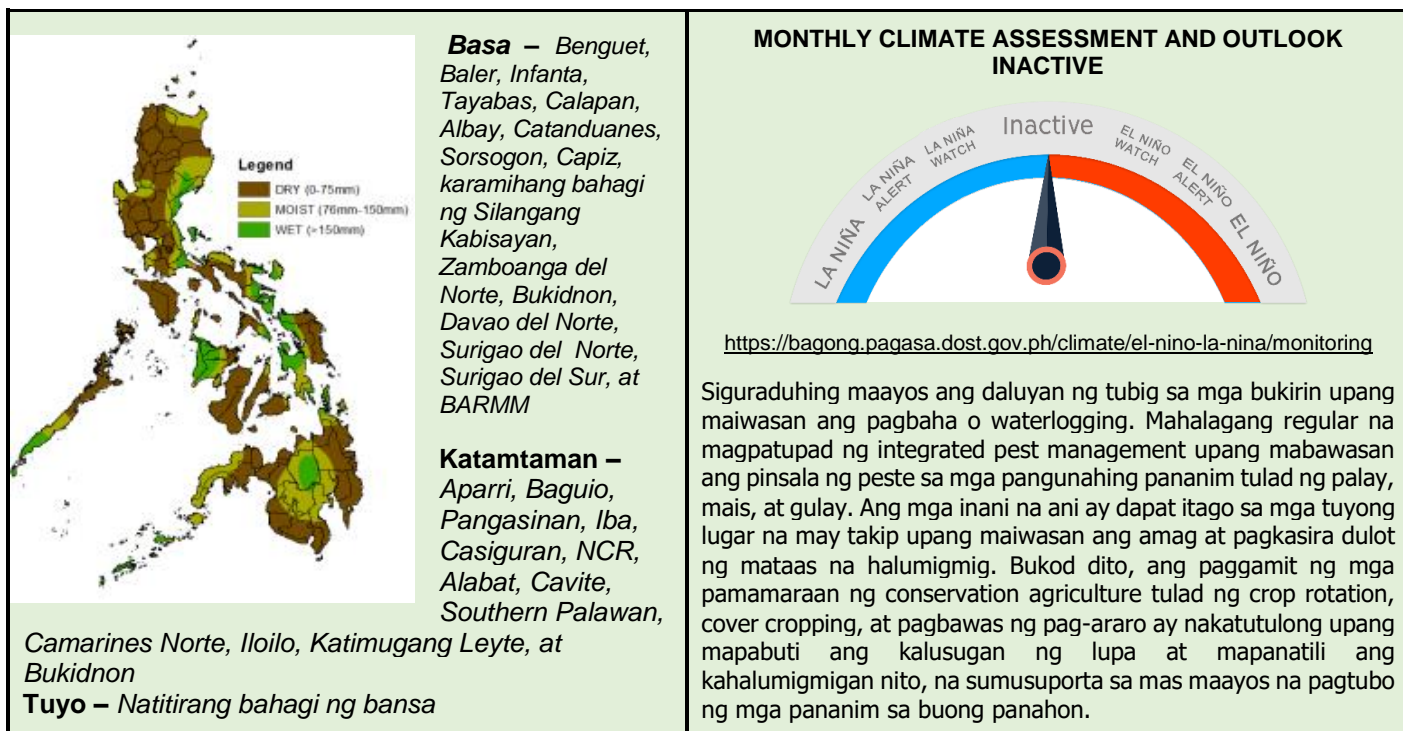 Basa – Benguet,
Baler, Infanta,
Tayabas, Calapan,
Albay, Catanduanes,
Sorsogon, Capiz,
karamihang bahagi
ng Silangang
Kabisayan,
Zamboanga del
Norte, Bukidnon,
Davao del Norte,
Surigao del Norte,
Surigao del Sur, at
BARMM
Katamtaman –
Aparri, Baguio,
Pangasinan, Iba,
Casiguran, NCR,
Alabat, Cavite,
Southern Palawan,
Camarines Norte, Iloilo, Katimugang Leyte, at
Bukidnon
Tuyo – Natitirang bahagi ng bansa
Legend
DRY (0-75mm)
MOIST (76mm-150mm)
WET (>150mm)
MONTHLY CLIMATE ASSESSMENT AND OUTLOOK
INACTIVE
LA NIÑA
LA NIÑA ALERT
LA NIÑA WATCH
Inactive
EL NIÑO WATCH
EL NIÑO ALERT
EL NIÑO
https://bagong.pagasa.dost.gov.ph/climate/el-nino-la-nina/monitoring
Siguraduhing maayos ang daluyan ng tubig sa mga bukirin upang
maiwasan ang pagbaha o waterlogging. Mahalagang regular na
magpatupad ng integrated pest management upang mabawasan
ang pinsala ng peste sa mga pangunahing pananim tulad ng palay,
mais, at gulay. Ang mga inani na ani ay dapat itago sa mga tuyong
lugar na may takip upang maiwasan ang amag at pagkasira dulot
ng mataas na halumigmig. Bukod dito, ang paggamit ng mga
pamamaraan ng conservation agriculture tulad ng crop rotation,
cover cropping, at pagbawas ng pag-araro ay nakatutulong upang
mapabuti ang kalusugan ng lupa at mapanatili ang
kahalumigmigan nito, na sumusuporta sa mas maayos na pagtubo
ng mga pananim sa buong panahon.